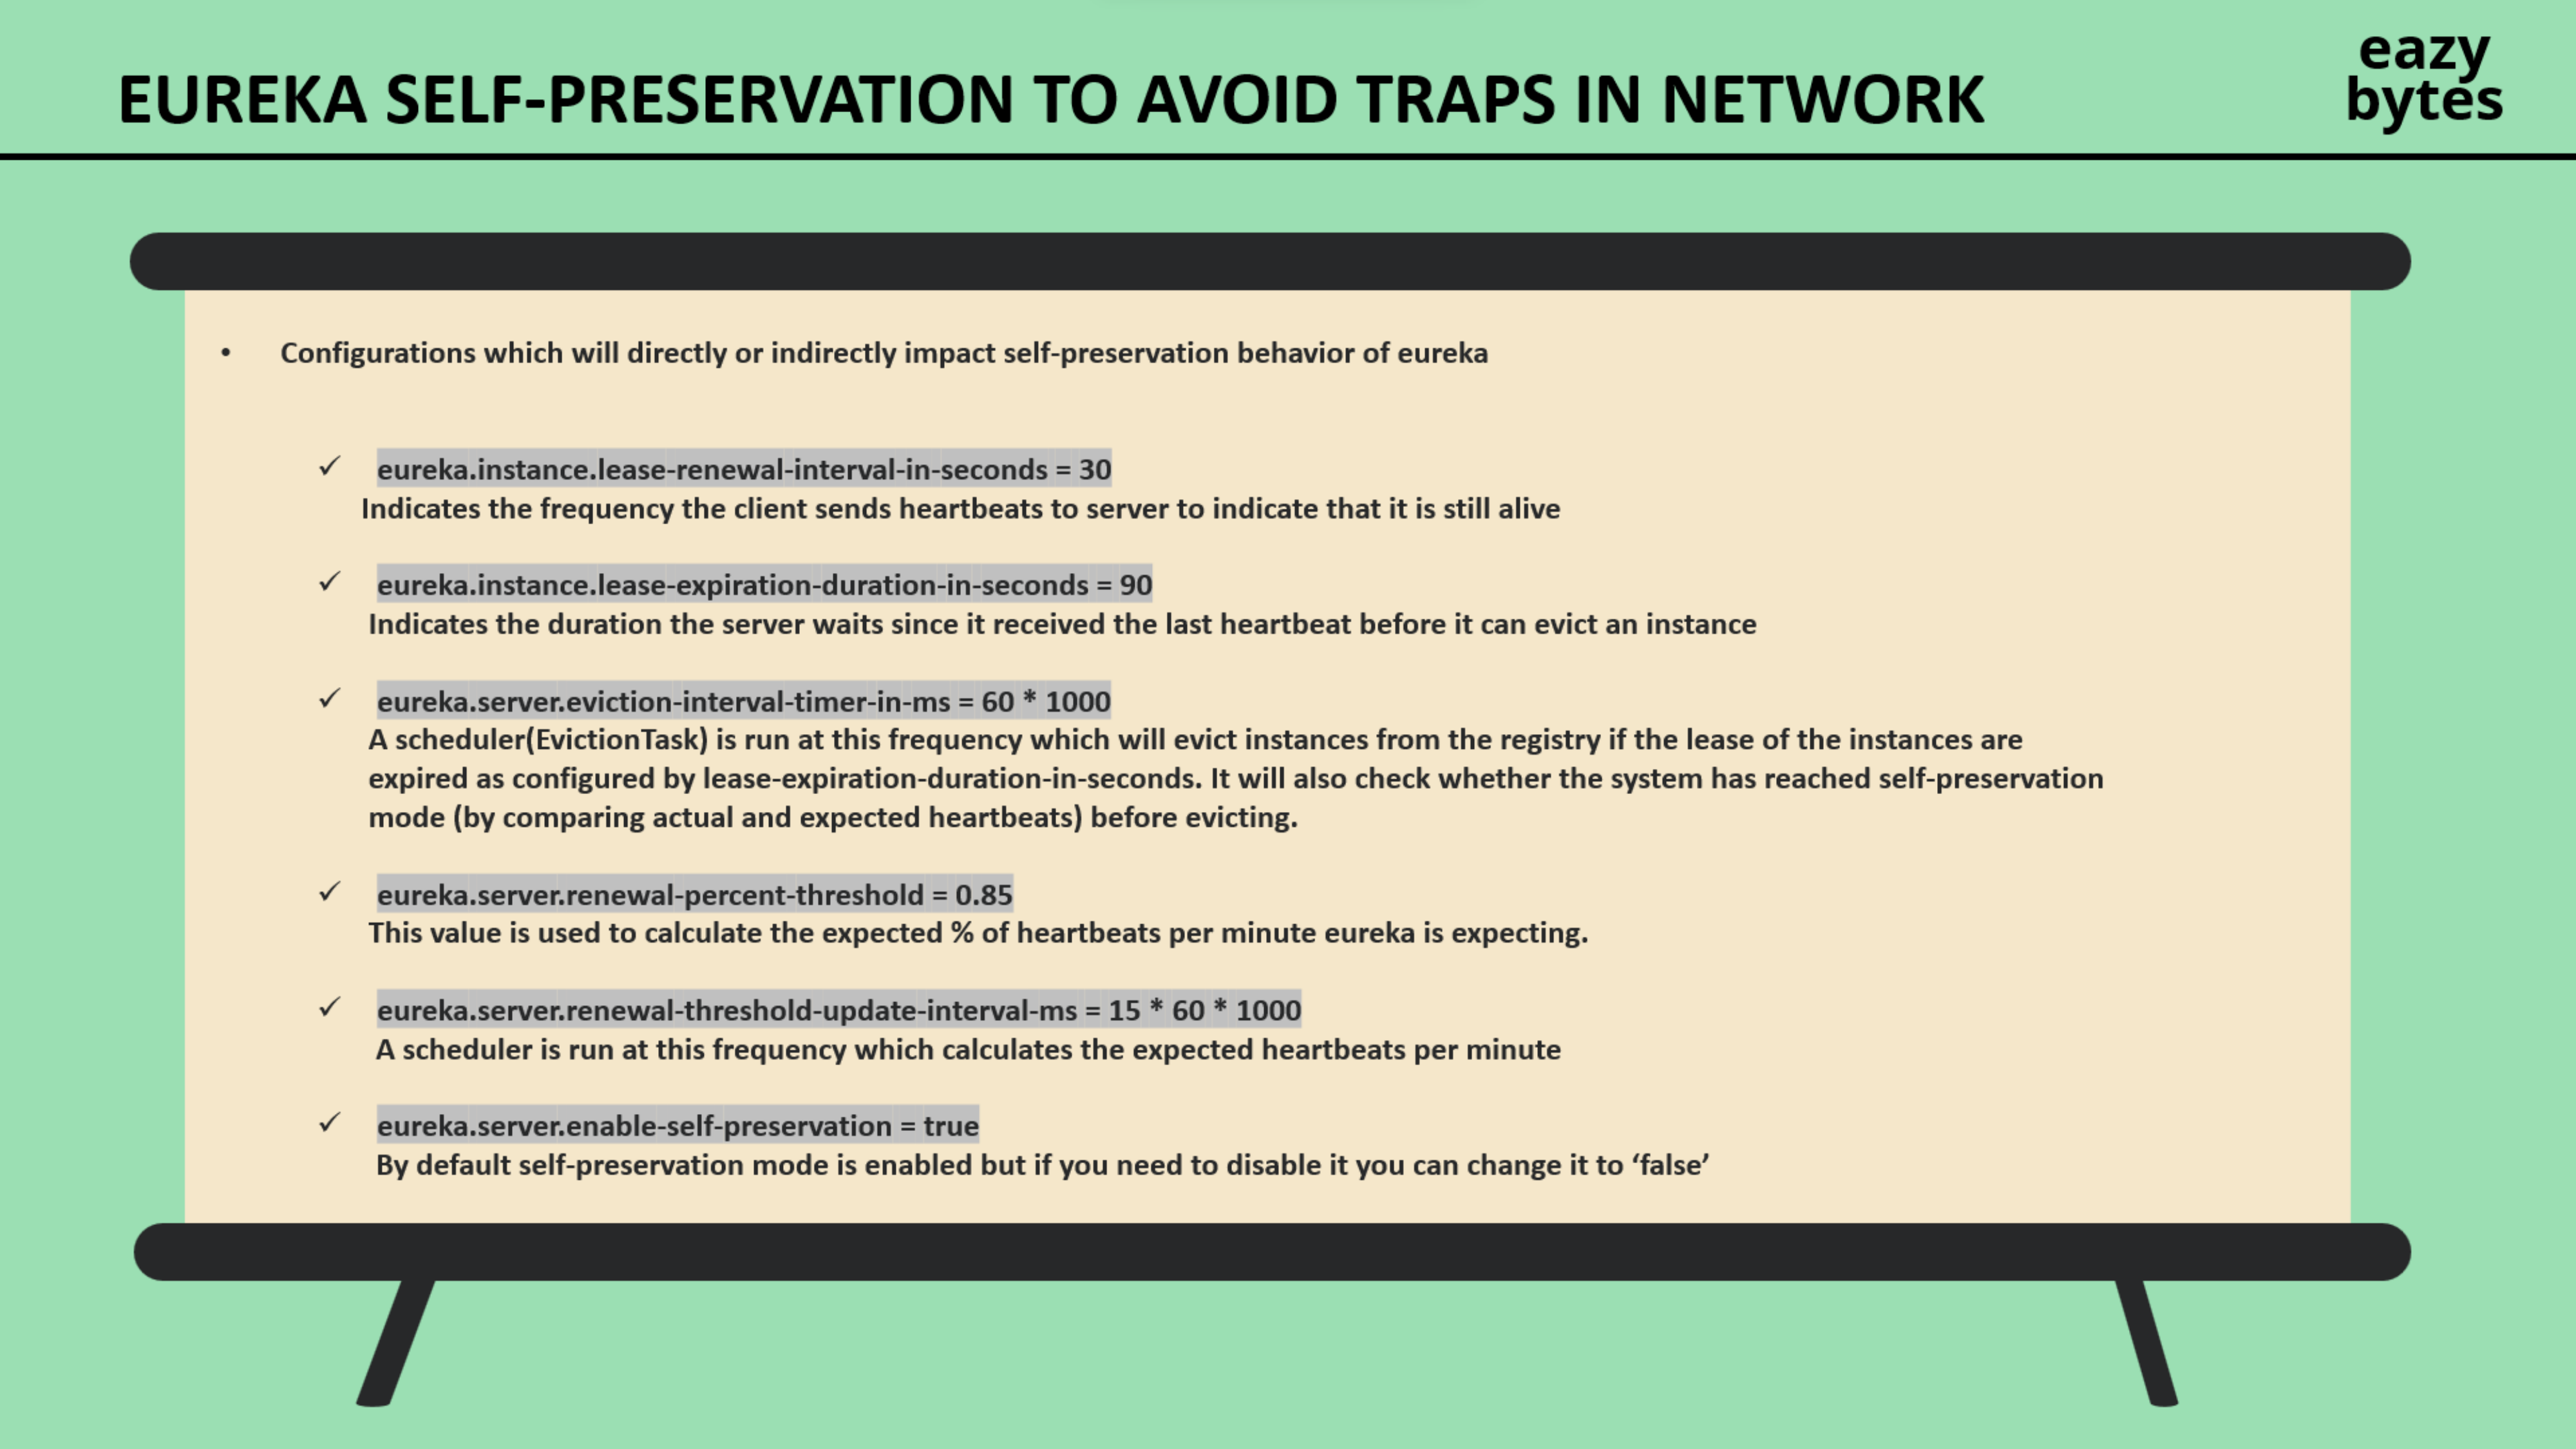 EUREKA SELF-PRESERVATION TO AVOID TRAPS IN NETWORK
eazy
bytes
• Configurations which will directly or indirectly impact self-preservation behavior of eureka
✓ eureka.instance.lease-renewal-interval-in-seconds = 30
Indicates the frequency the client sends heartbeats to server to indicate that it is still alive
✓ eureka.instance.lease-expiration-duration-in-seconds = 90
Indicates the duration the server waits since it received the last heartbeat before it can evict an instance
✓ eureka.server.eviction-interval-timer-in-ms = 60 * 1000
A scheduler(EvictionTask) is run at this frequency which will evict instances from the registry if the lease of the instances are
expired as configured by lease-expiration-duration-in-seconds. It will also check whether the system has reached self-preservation
mode (by comparing actual and expected heartbeats) before evicting.
✓ eureka.server.renewal-percent-threshold = 0.85
This value is used to calculate the expected % of heartbeats per minute eureka is expecting.
✓ eureka.server.renewal-threshold-update-interval-ms = 15 * 60 * 1000
A scheduler is run at this frequency which calculates the expected heartbeats per minute
✓ eureka.server.enable-self-preservation = true
By default self-preservation mode is enabled but if you need to disable it you can change it to ‘false’